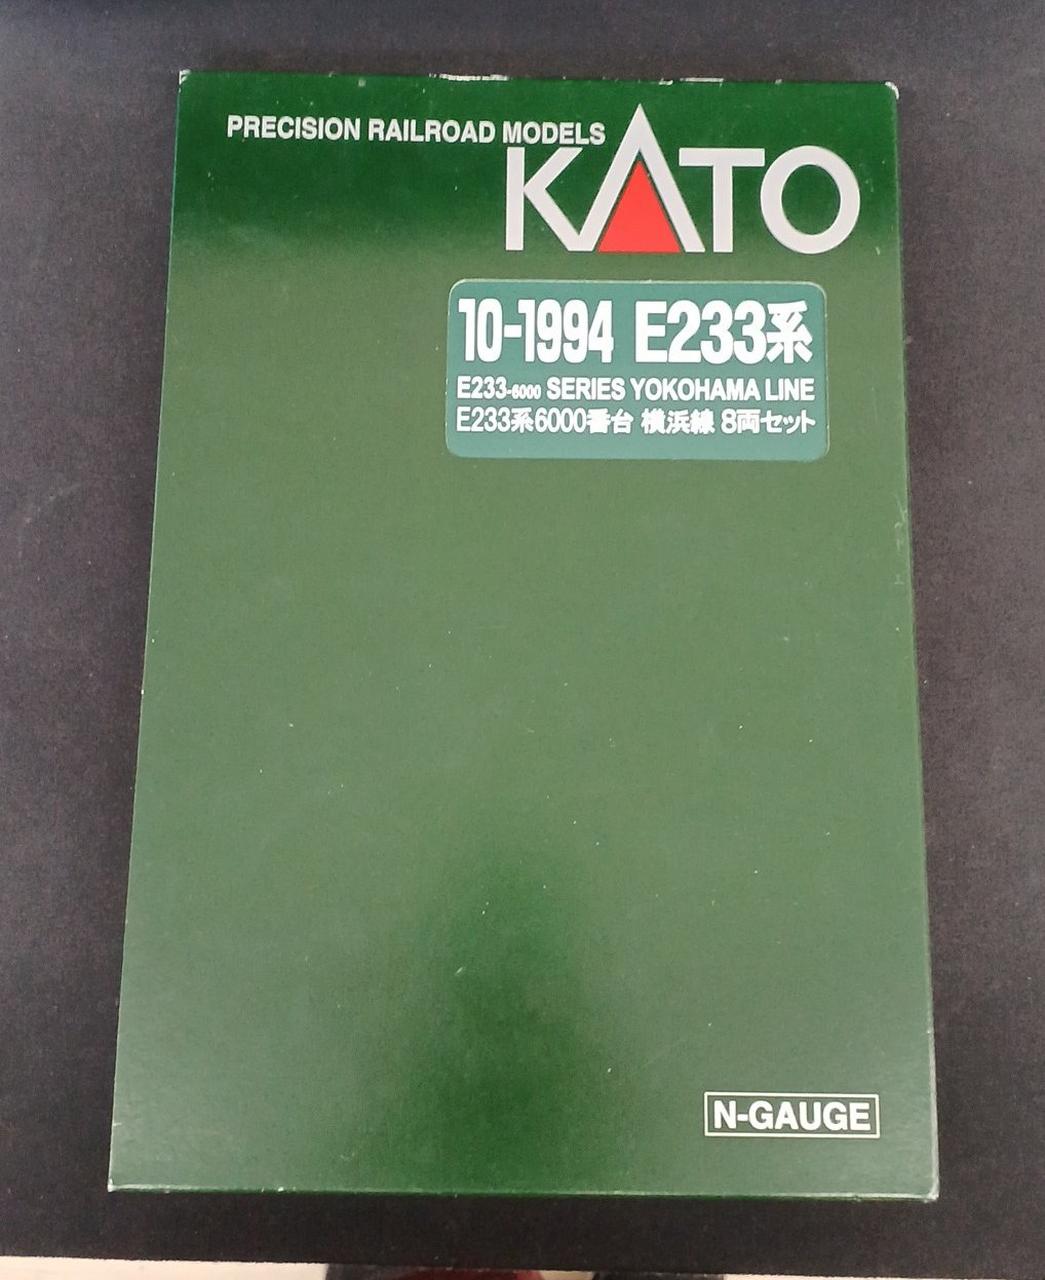 PRECISION RAILROAD MODELS
KATO
10-1994 E233系
E233-6000 SERIES YOKOHAMA LINE
E233系6000番台 横浜線 8両セット
N-GAUGE